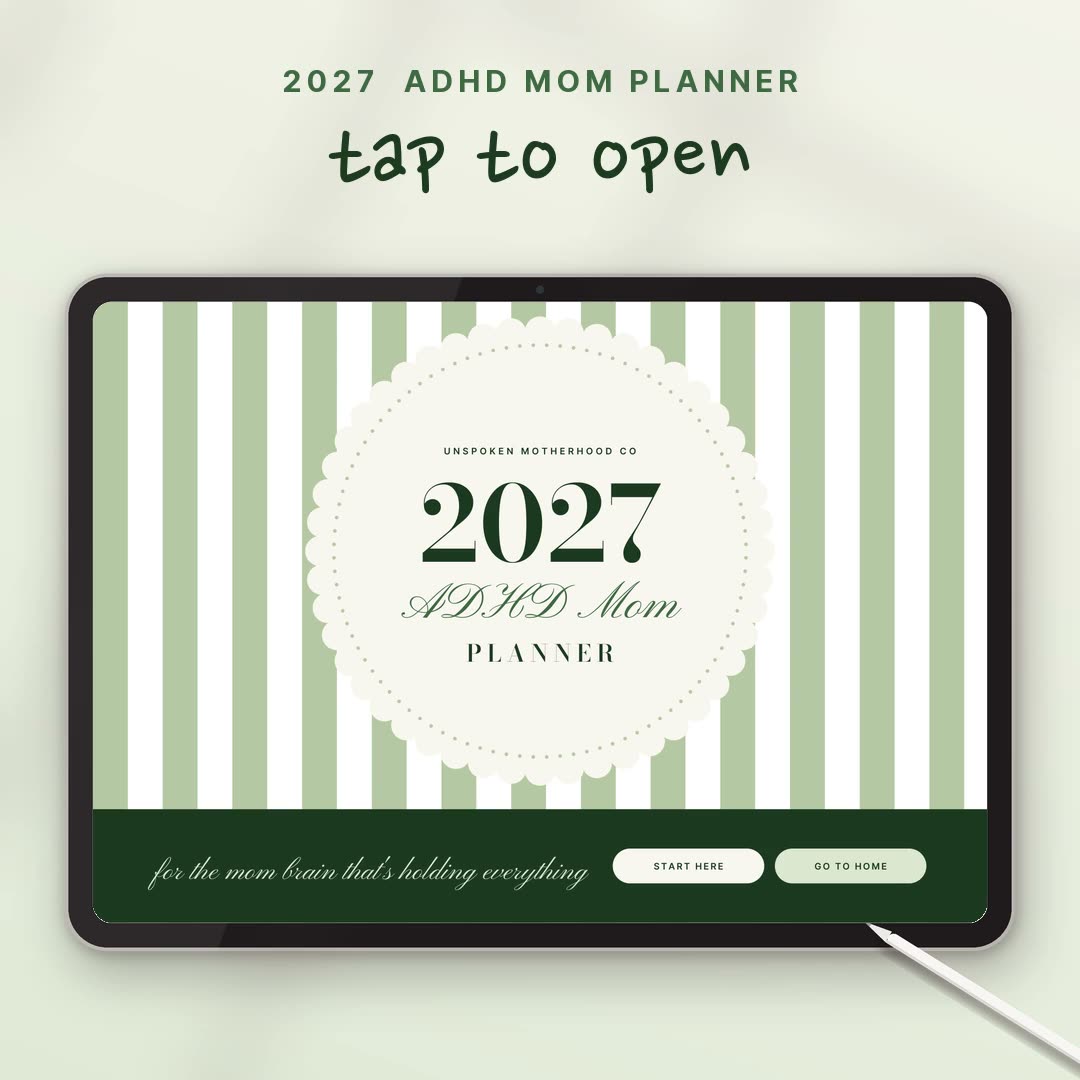 2027 ADHD MOM PLANNER
tap to open
UNSPOKEN MOTHERHOOD CO
2027
ADHD Mom
PLANNER
for the mom brain that's holding everything
START HERE
GO TO HOME